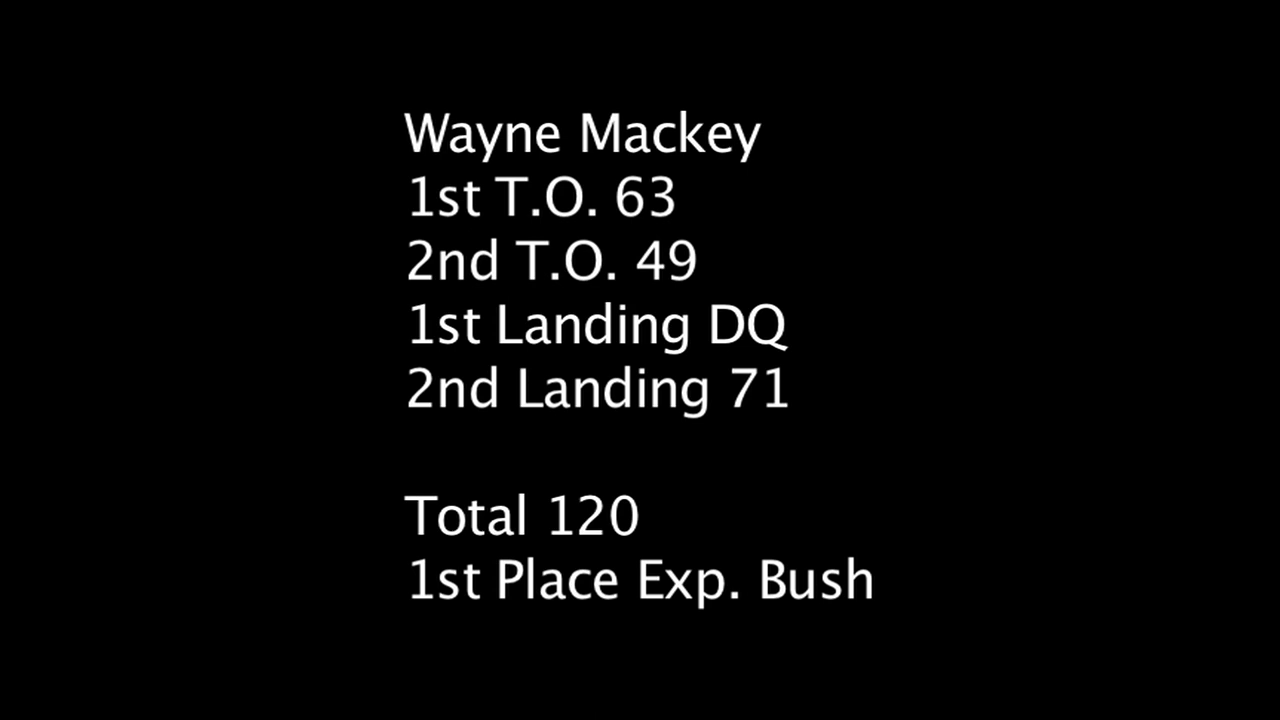 Wayne Mackey
1st T.O. 63
2nd T.O. 49
1st Landing DQ
2nd Landing 71
Total 120
1st Place Exp. Bush